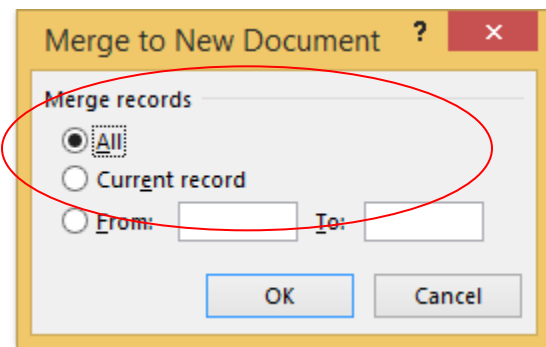 Merge to New Document ? ×
Merge records
All
Current record
From: To:
OK Cancel